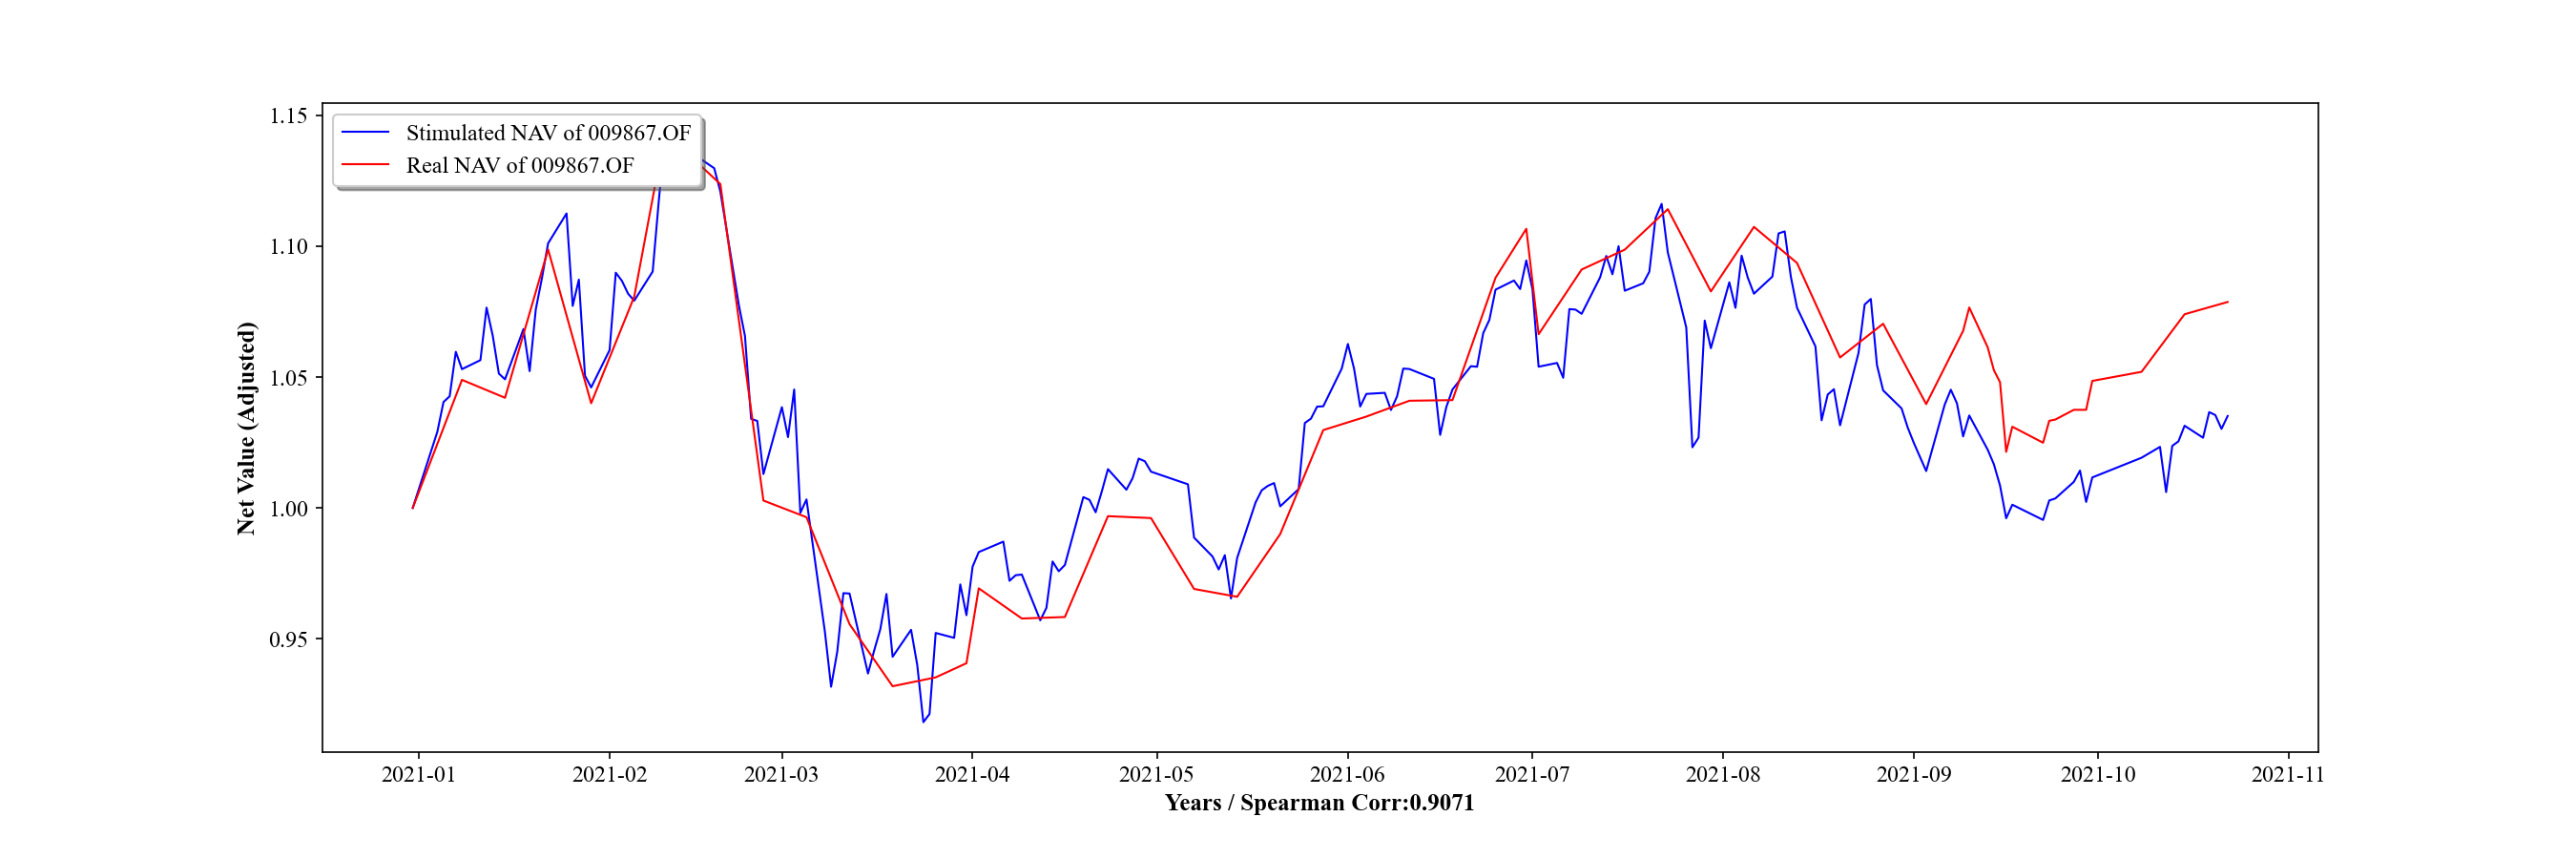 1.15
Stimulated NAV of 009867.OF
Real NAV of 009867.OF
1.10
1.05
1.00
0.95
Net Value (Adjusted)
2021-01 2021-02 2021-03 2021-04 2021-05 2021-06 2021-07 2021-08 2021-09 2021-10 2021-11
Years / Spearman Corr:0.9071